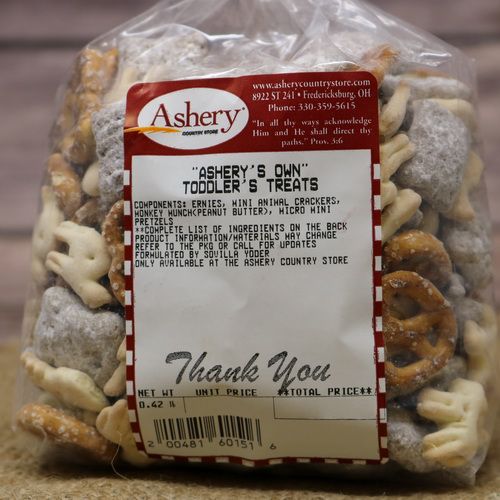 www.asherycountrystore.com
8922 ST 241 • Fredericksburg, OH
Phone: 330-359-5615
"In all thy ways acknowledge
Him and He shall direct thy
paths." Prov. 3:6
Ashery
COUNTRY STORE
"ASHERY'S OWN"
TODDLER'S TREATS
COMPONENTS: ERNIES, MINI ANIMAL CRACKERS,
MONKEY MUNCH(PEANUT BUTTER), MICRO MINI
PRETZELS
**COMPLETE LIST OF INGREDIENTS ON THE BACK
PRODUCT INFORMATION/MATERIALS MAY CHANGE
REFER TO THE PKG OR CALL FOR UPDATES
FORMULATED BY SOVILLA YODER
ONLY AVAILABLE AT THE ASHERY COUNTRY STORE
Thank You
NET WT UNIT PRICE **TOTAL PRICE**
0.42 lb
2 00481 60151 6